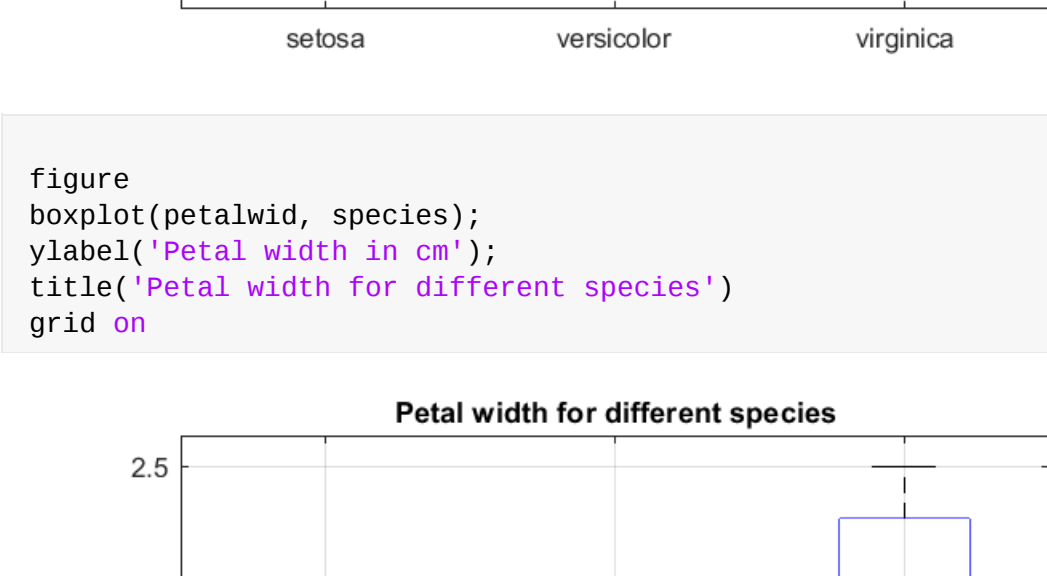 setosa versicolor virginica
figure
boxplot(petalwid, species);
ylabel('Petal width in cm');
title('Petal width for different species')
grid on
Petal width for different species
2.5